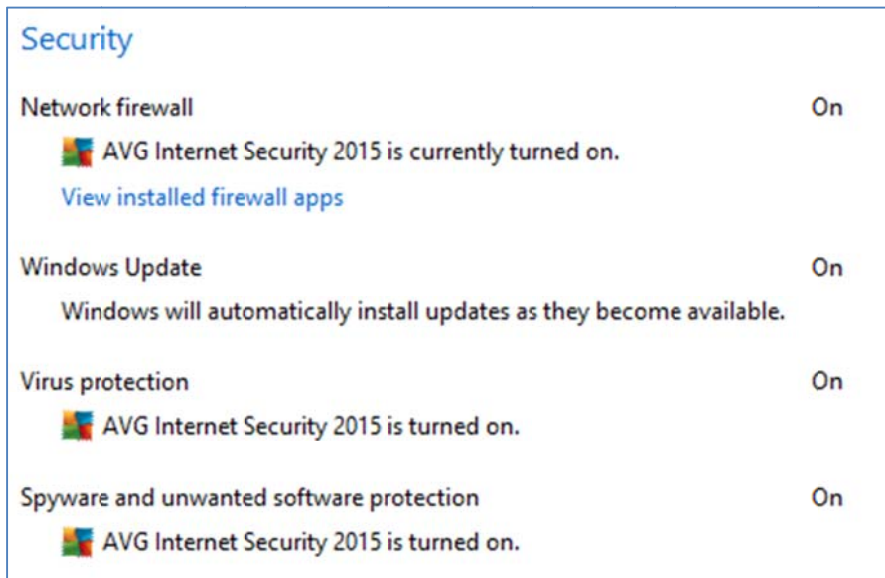 Security
Network firewall On
AVG Internet Security 2015 is currently turned on.
View installed firewall apps
Windows Update On
Windows will automatically install updates as they become available.
Virus protection On
AVG Internet Security 2015 is turned on.
Spyware and unwanted software protection On
AVG Internet Security 2015 is turned on.